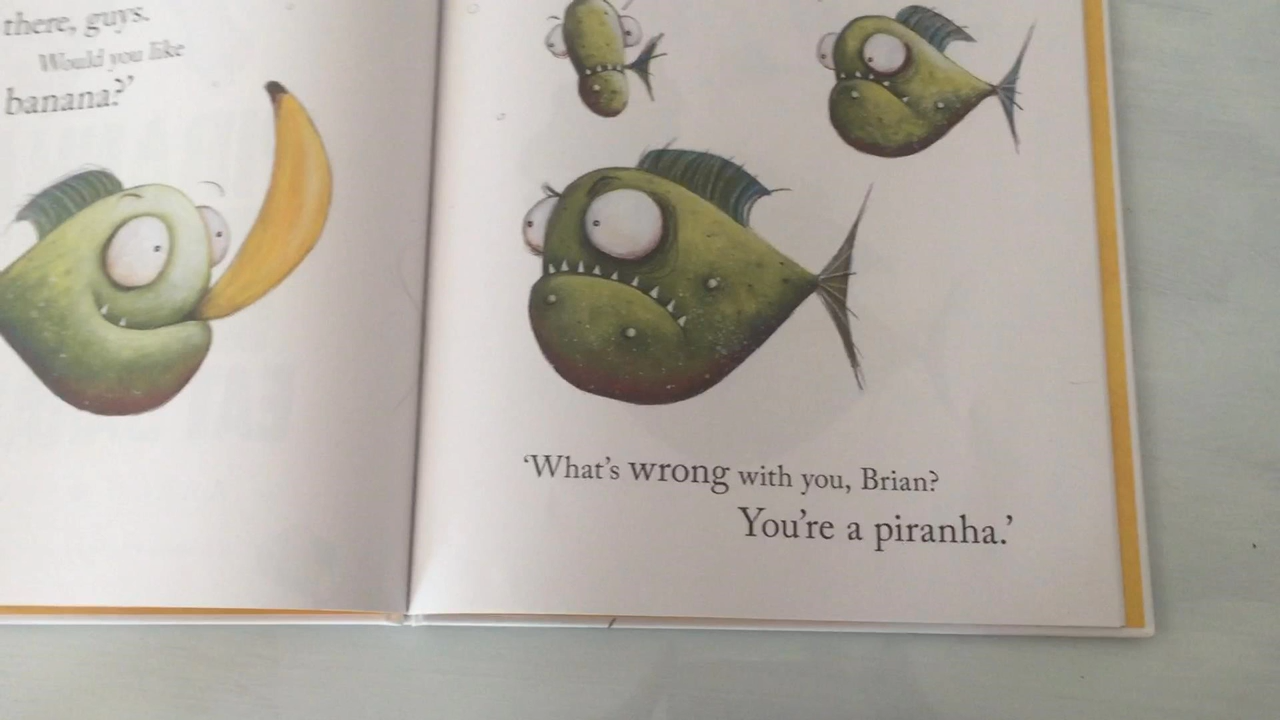 there, guys.
Would you like
banana?’
‘What’s wrong with you, Brian?
You’re a piranha.’